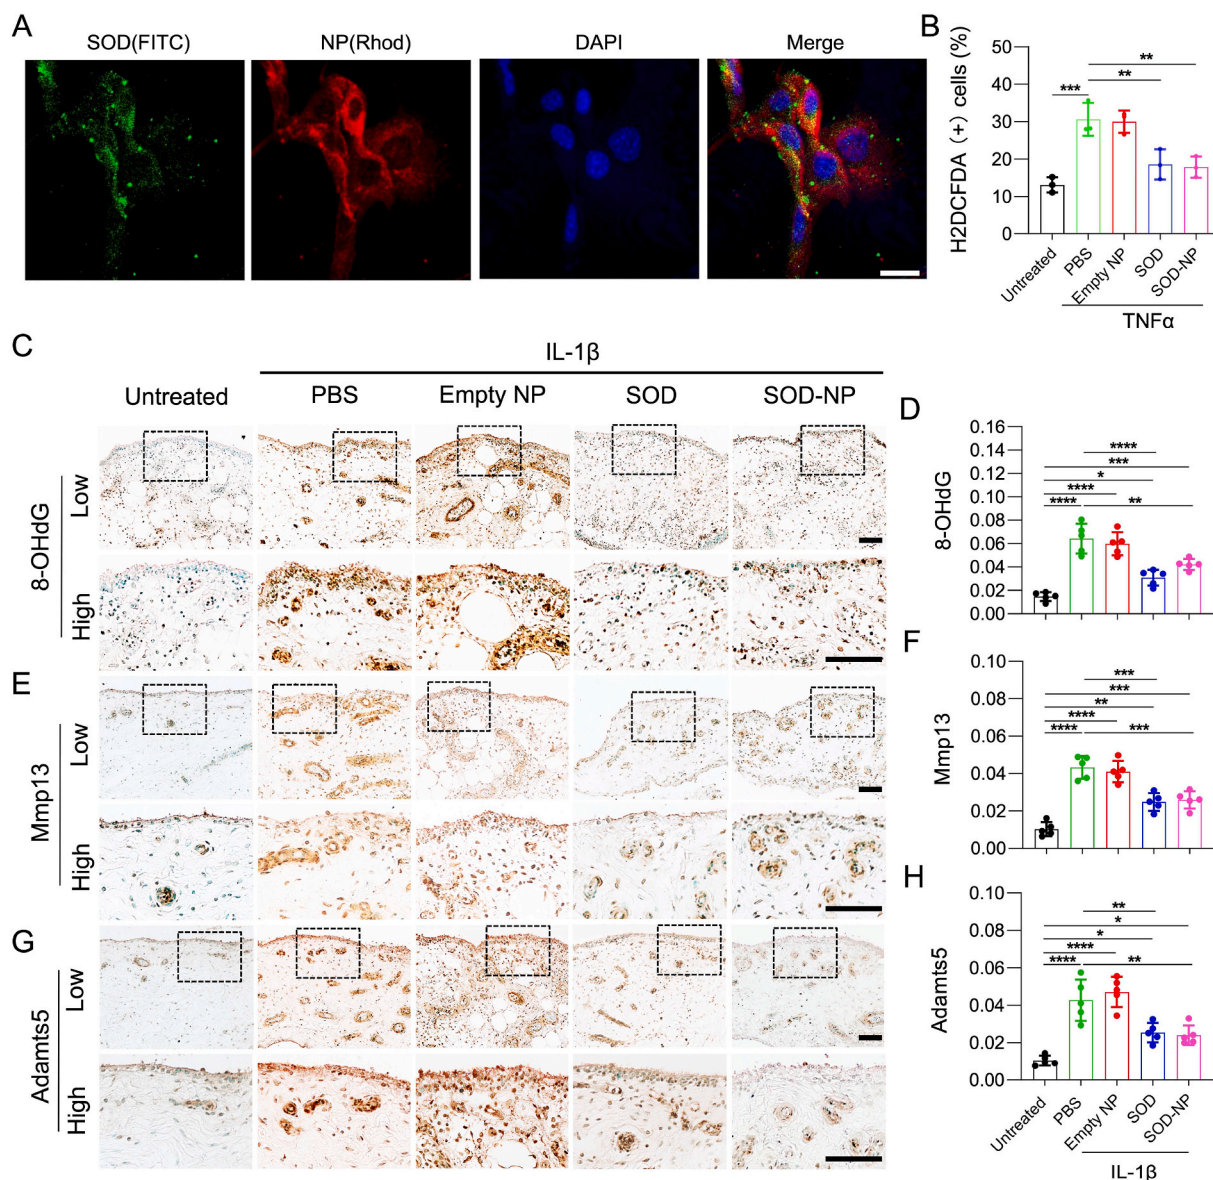 A
SOD(FITC)
NP(Rhod)
DAPI
Merge
B
H2DCFDA (+) cells (%)
50
40
30
20
10
0
***
**
**
Untreated
PBS
Empty NP
SOD
SOD-NP
TNFα
C
IL-1β
Untreated
PBS
Empty NP
SOD
SOD-NP
8-OHdG
Low
High
D
8-OHdG
0.16
0.14
0.12
0.10
0.08
0.06
0.04
0.02
0.00
****
***
*
****
****
**
E
Mmp13
Low
High
F
Mmp13
0.10
0.08
0.06
0.04
0.02
0.00
***
***
**
****
****
***
G
Adamts5
Low
High
H
Adamts5
0.10
0.08
0.06
0.04
0.02
0.00
**
*
*
****
****
**
Untreated
PBS
Empty NP
SOD
SOD-NP
IL-1β